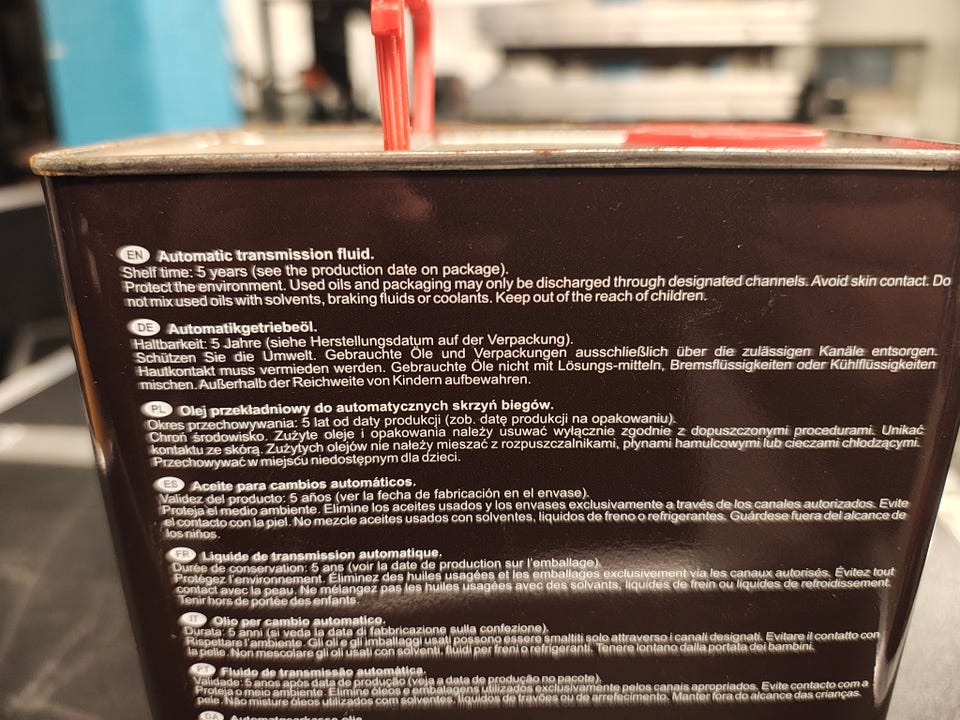 EN Automatic transmission fluid.
Shelf time: 5 years (see the production date on package).
Protect the environment. Used oils and packaging may only be discharged through designated channels. Avoid skin contact. Do
not mix used oils with solvents, braking fluids or coolants. Keep out of the reach of children.
DE Automatikgetriebeöl.
Haltbarkeit: 5 Jahre (siehe Herstellungsdatum auf der Verpackung).
Schützen Sie die Umwelt. Gebrauchte Öle und Verpackungen ausschließlich über die zulässigen Kanäle entsorgen.
Hautkontakt muss vermieden werden. Gebrauchte Öle nicht mit Lösungs-mitteln, Bremsflüssigkeiten oder Kühlflüssigkeiten
mischen. Außerhalb der Reichweite von Kindern aufbewahren.
PL Olej przekładniowy do automatycznych skrzyń biegów.
Okres przechowywania: 5 lat od daty produkcji (zob. datę produkcji na opakowaniu).
Chroń środowisko. Zużyte oleje i opakowania należy usuwać wyłącznie zgodnie z dopuszczonymi procedurami. Unikać
kontaktu ze skórą. Zużytych olejów nie należy mieszać z rozpuszczalnikami, płynami hamulcowymi lub cieczami chłodzącymi.
Przechowywać w miejscu niedostępnym dla dzieci.
ES Aceite para cambios automáticos.
Validez del producto: 5 años (ver la fecha de fabricación en el envase).
Proteja el medio ambiente. Elimine los aceites usados y los envases exclusivamente a través de los canales autorizados. Evite
el contacto con la piel. No mezcle aceites usados con solventes, líquidos de freno o refrigerantes. Guárdese fuera del alcance de
los niños.
FR Liquide de transmission automatique.
Durée de conservation: 5 ans (voir la date de production sur l'emballage).
Protégez l'environnement. Éliminez des huiles usagées et les emballages exclusivement via les canaux autorisés. Évitez tout
contact avec la peau. Ne mélangez pas les huiles usagées avec des solvants, liquides de frein ou liquides de refroidissement.
Tenir hors de portée des enfants.
IT Olio per cambio automatico.
Durata: 5 anni (si veda la data di fabbricazione sulla confezione).
Rispettare l'ambiente. Gli oli e gli imballaggi usati possono essere smaltiti solo attraverso i canali designati. Evitare il contatto con
la pelle. Non mescolare gli oli usati con solventi, fluidi per freni o refrigeranti. Tenere lontano dalla portata dei bambini.
PT Fluido de transmissão automática.
Validade: 5 anos após data de produção (veja a data de produção no pacote).
Proteja o meio ambiente. Elimine óleos e embalagens utilizados exclusivamente pelos canais apropriados. Evite contacto com a
pele. Não misture óleos utilizados com solventes, líquidos de travões ou de arrefecimento. Manter fora do alcance das crianças.
DA Automatgearkasse olie.